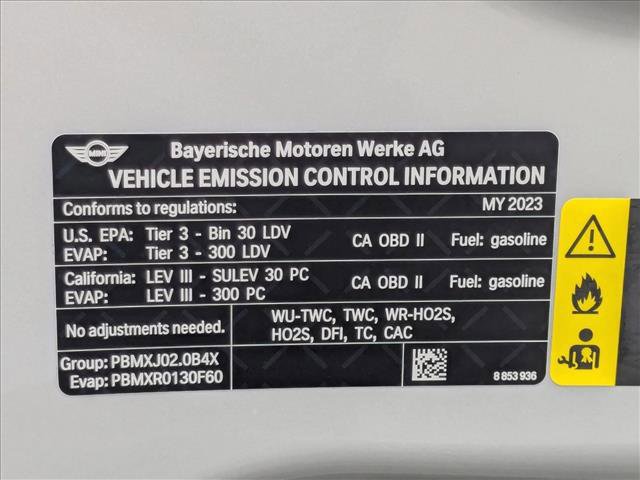 MINI
Bayerische Motoren Werke AG
VEHICLE EMISSION CONTROL INFORMATION
Conforms to regulations: MY 2023
U.S. EPA: Tier 3 - Bin 30 LDV CA OBD II Fuel: gasoline
EVAP: Tier 3 - 300 LDV
California: LEV III - SULEV 30 PC CA OBD II Fuel: gasoline
EVAP: LEV III - 300 PC
No adjustments needed.
WU-TWC, TWC, WR-HO2S,
HO2S, DFI, TC, CAC
Group: PBMXJ02.0B4X
Evap: PBMXR0130F60
8 853 936